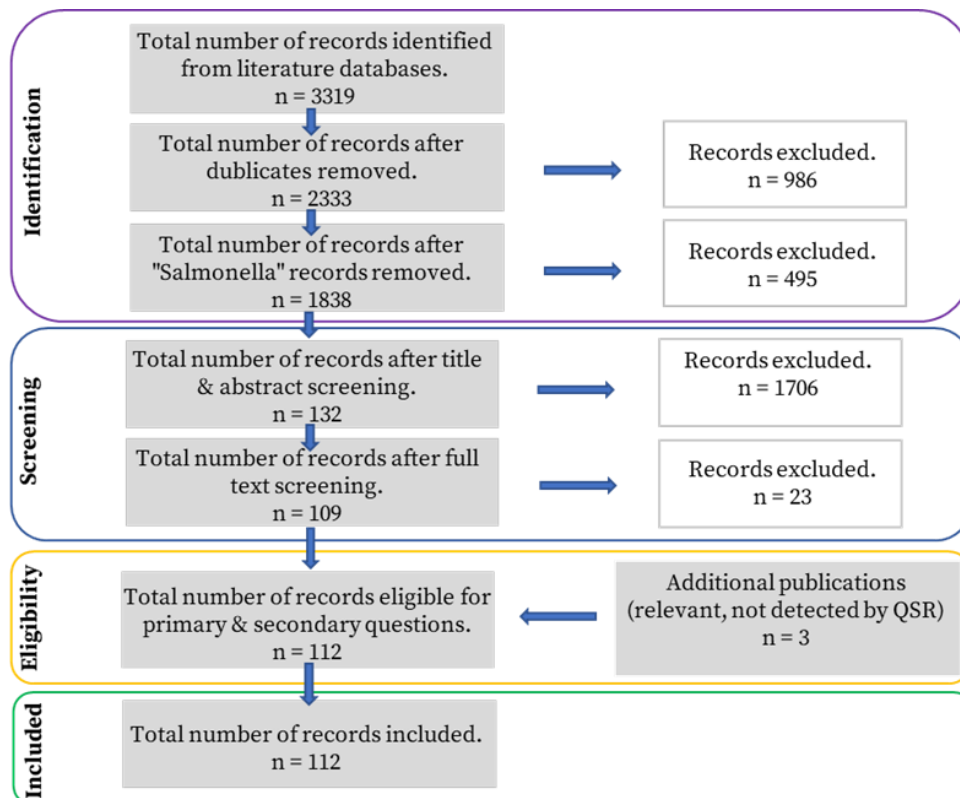 Identification
Total number of records identified
from literature databases.
n = 3319
Total number of records after
dublicates removed.
n = 2333
Records excluded.
n = 986
Total number of records after
"Salmonella" records removed.
n = 1838
Records excluded.
n = 495
Screening
Total number of records after title
& abstract screening.
n = 132
Records excluded.
n = 1706
Total number of records after full
text screening.
n = 109
Records excluded.
n = 23
Eligibility
Total number of records eligible for
primary & secondary questions.
n = 112
Additional publications
(relevant, not detected by QSR)
n = 3
Included
Total number of records included.
n = 112